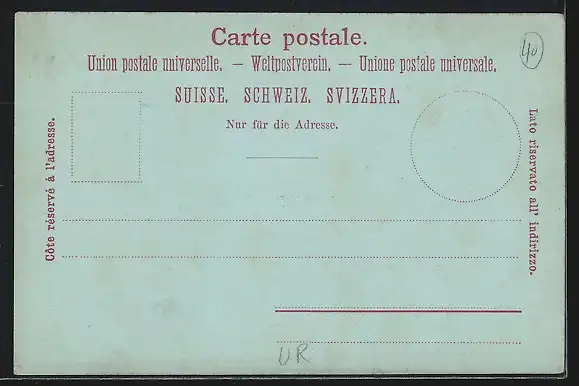 Carte postale.
40
Union postale universelle. — Weltpostverein. — Unione postale universale.
SUISSE. SCHWEIZ. SVIZZERA.
Nur für die Adresse.
Côte réservé à l'adresse.
Lato riservato all' indirizzo.
UR